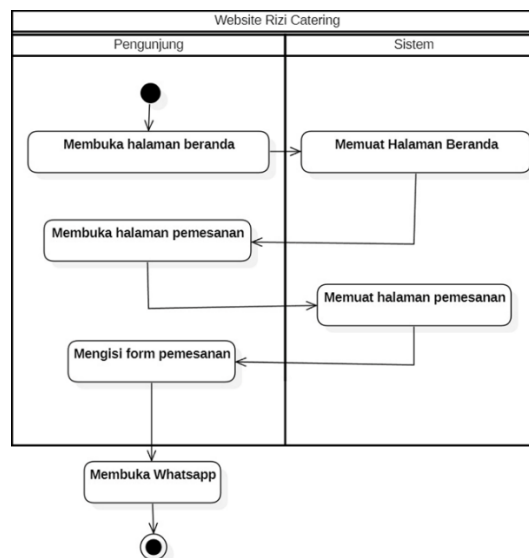 Website Rizi Catering
Pengunjung
Sistem
Membuka halaman beranda
Memuat Halaman Beranda
Membuka halaman pemesanan
Memuat halaman pemesanan
Mengisi form pemesanan
Membuka Whatsapp